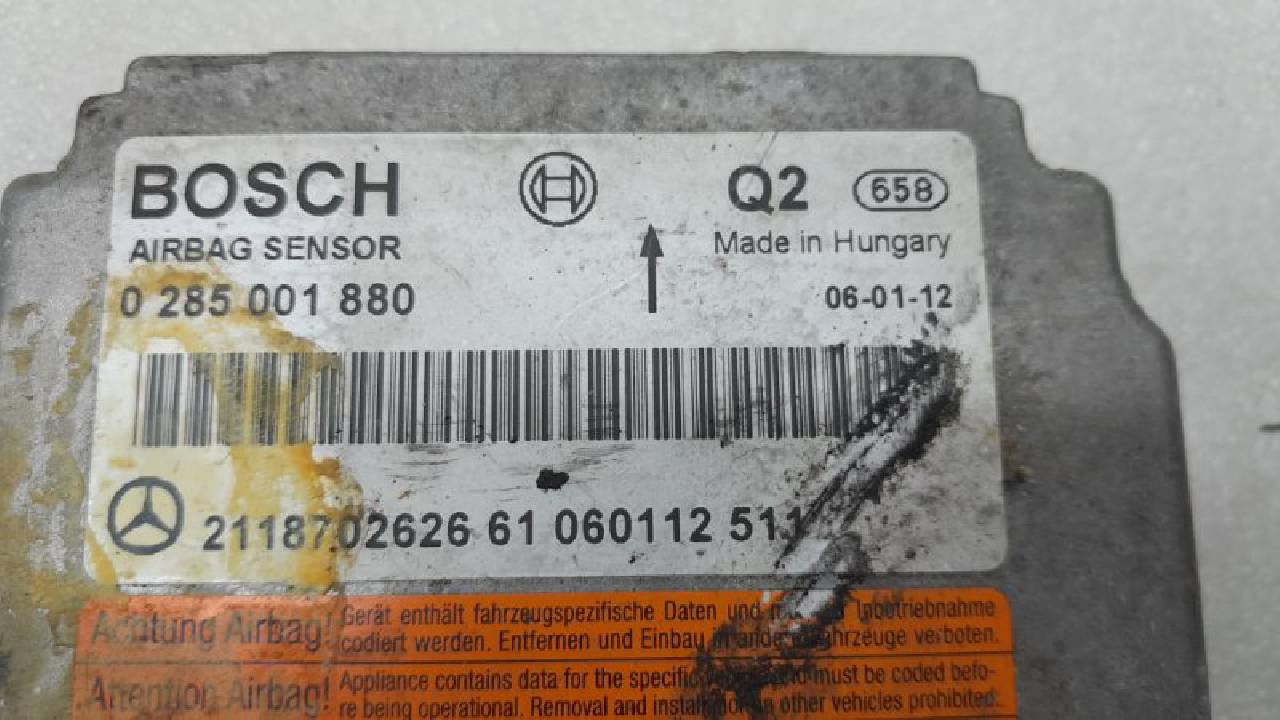 BOSCH
Q2 658
AIRBAG SENSOR
Made in Hungary
0 285 001 880
06-01-12
2118702626 61 060112 511
Achtung Airbag!
Gerät enthält fahrzeugspezifische Daten und
codiert werden. Entfernen und Einbau verboten.
Attention Airbag!
Appliance contains data for the specific must be coded befo-
re being operational. Removal and other vehicles prohibited.